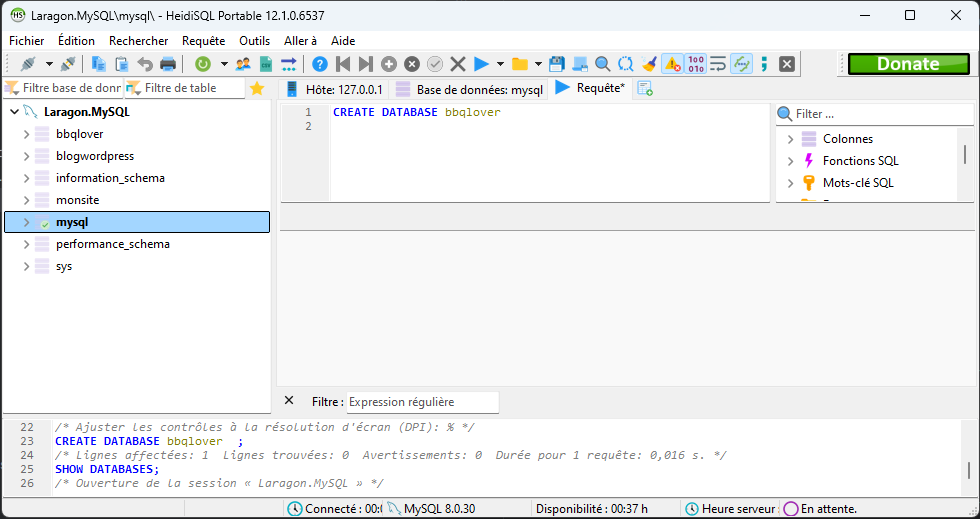 Laragon.MySQL\mysql\ - HeidiSQL Portable 12.1.0.6537
Fichier Édition Rechercher Requête Outils Aller à Aide
Donate
Filtre base de donn Filtre de table
Hôte: 127.0.0.1 Base de données: mysql Requête*
Laragon.MySQL
bbqlover
blogwordpress
information_schema
monsite
mysql
performance_schema
sys
1 CREATE DATABASE bbqlover
2
Filter ...
Colonnes
Fonctions SQL
Mots-clé SQL
Filtre : Expression régulière
22 /* Ajuster les contrôles à la résolution d'écran (DPI): % */
23 CREATE DATABASE bbqlover ;
24 /* Lignes affectées: 1 Lignes trouvées: 0 Avertissements: 0 Durée pour 1 requête: 0,016 s. */
25 SHOW DATABASES;
26 /* Ouverture de la session « Laragon.MySQL » */
Connecté : 00:0 MySQL 8.0.30 Disponibilité : 00:37 h Heure serveur : En attente.